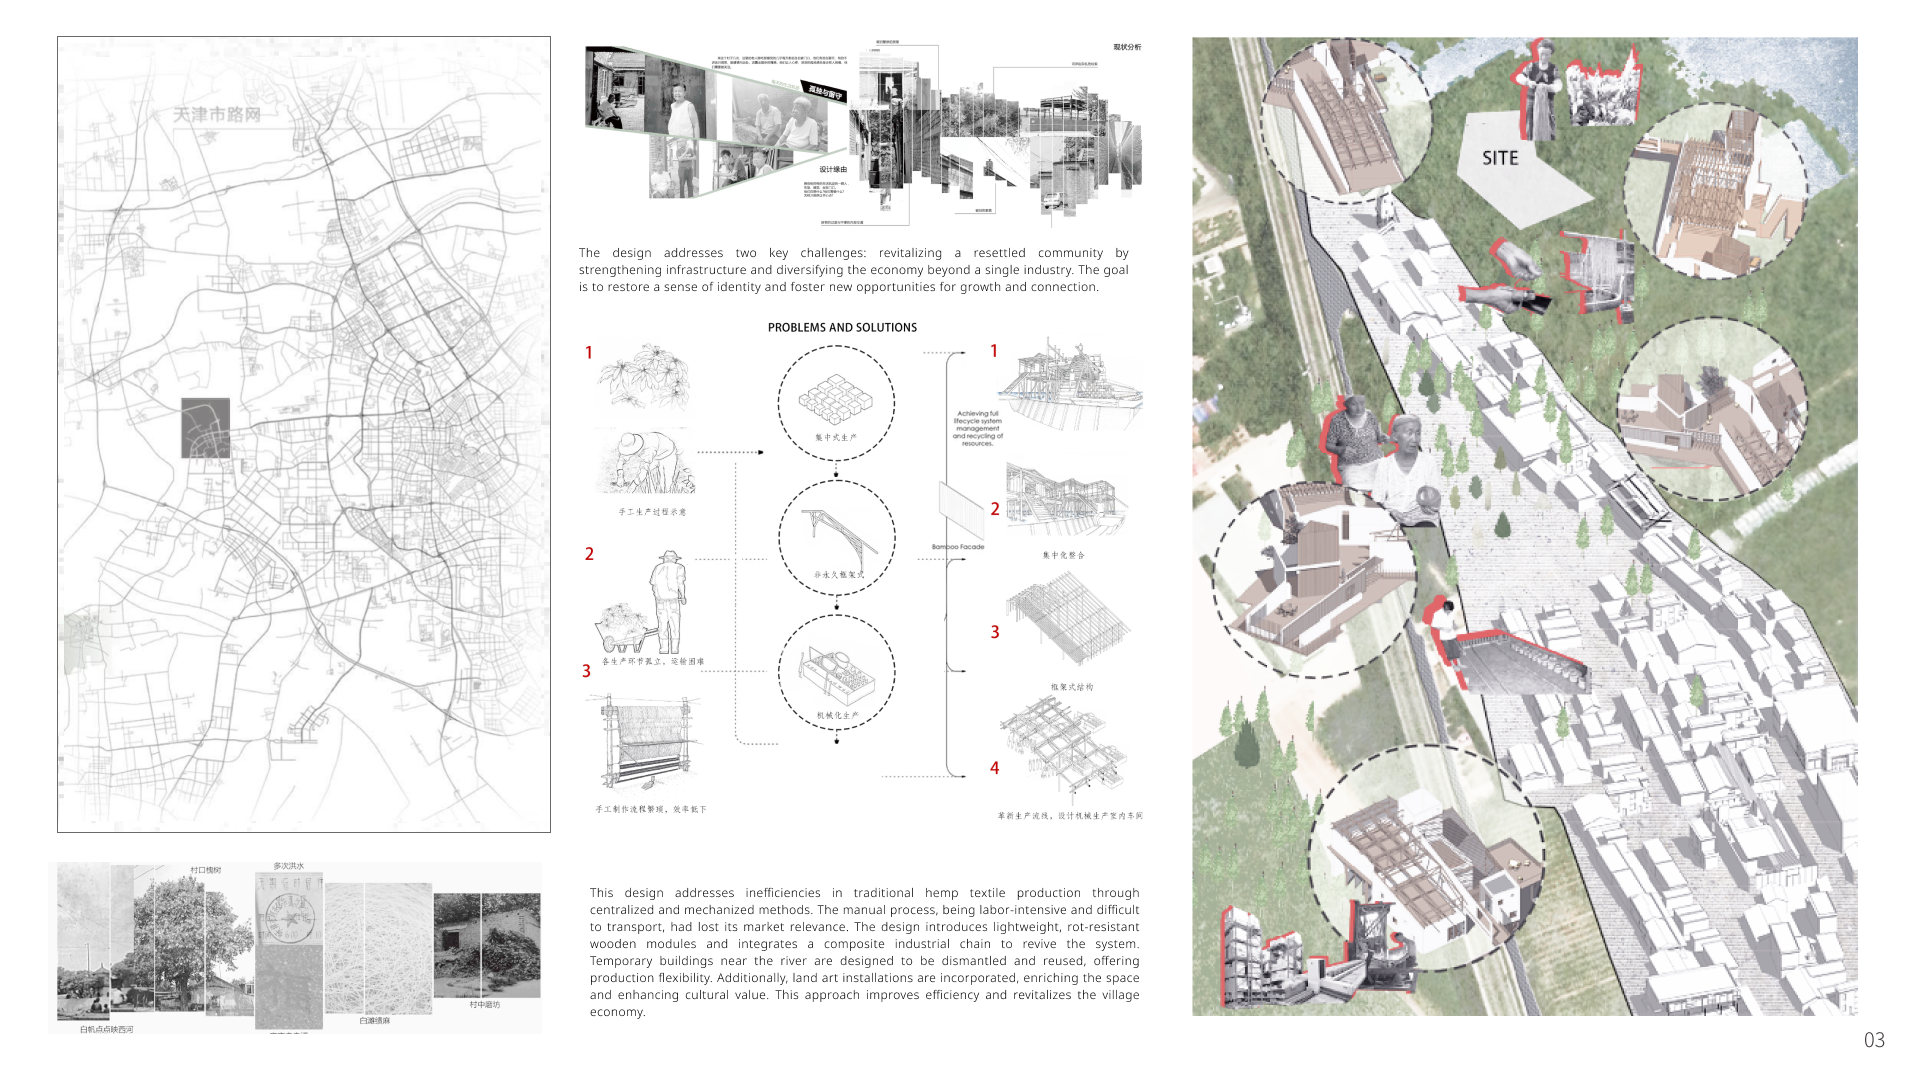 天津市路网
村口槐树
多次洪水
白帆点点映西河
白滩搓麻
村中磨坊
现状分析
孤独与留守
设计缘由
The design addresses two key challenges: revitalizing a resettled community by
strengthening infrastructure and diversifying the economy beyond a single industry. The goal
is to restore a sense of identity and foster new opportunities for growth and connection.
PROBLEMS AND SOLUTIONS
1
手工生产过程示意
2
各生产环节孤立，运输困难
3
手工制作流程繁琐，效率低下
集中式生产
非永久框架式
机械化生产
Achieving full
lifecycle system
management
and recycling of
resources.
Bamboo Facade
1
2
集中化整合
3
框架式结构
4
革新生产流线，设计机械生产室内车间
This design addresses inefficiencies in traditional hemp textile production through
centralized and mechanized methods. The manual process, being labor-intensive and difficult
to transport, had lost its market relevance. The design introduces lightweight, rot-resistant
wooden modules and integrates a composite industrial chain to revive the system.
Temporary buildings near the river are designed to be dismantled and reused, offering
production flexibility. Additionally, land art installations are incorporated, enriching the space
and enhancing cultural value. This approach improves efficiency and revitalizes the village
economy.
SITE
03